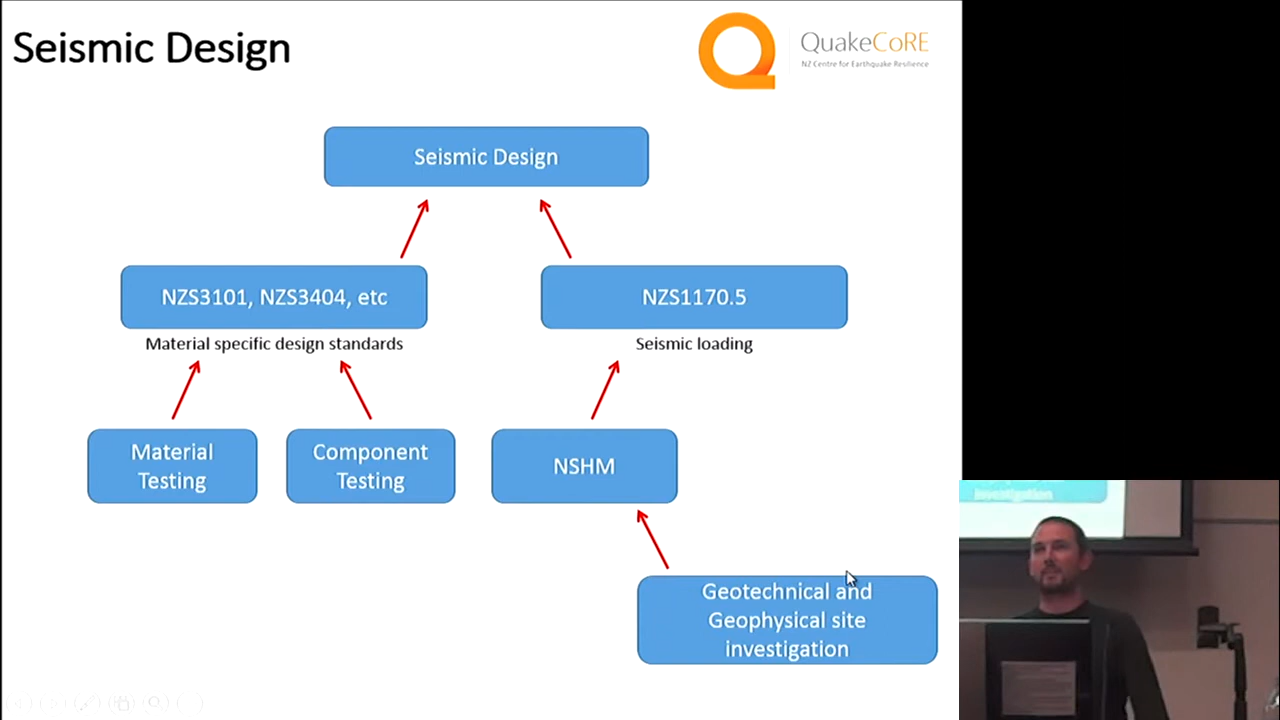 Seismic Design
QuakeCoRE
NZ Centre for Earthquake Resilience
Seismic Design
NZS3101, NZS3404, etc
NZS1170.5
Material specific design standards
Seismic loading
Material
Testing
Component
Testing
NSHM
Geotechnical and
Geophysical site
investigation
investigation